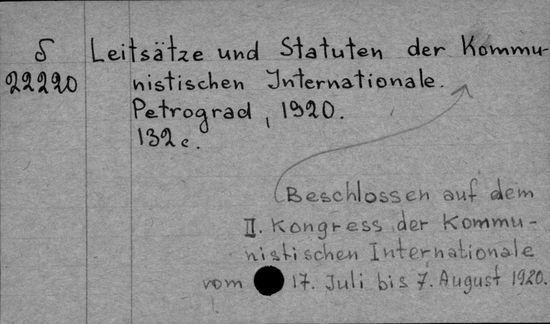 S Leitsätze und Statuten der Kommu-
22220 nistischen Internationale.
Petrograd, 1920.
132 c.
Beschlossen auf dem
II. Kongress der Kommu-
nistischen Internationale
vom 17. Juli bis 7. August 1920.